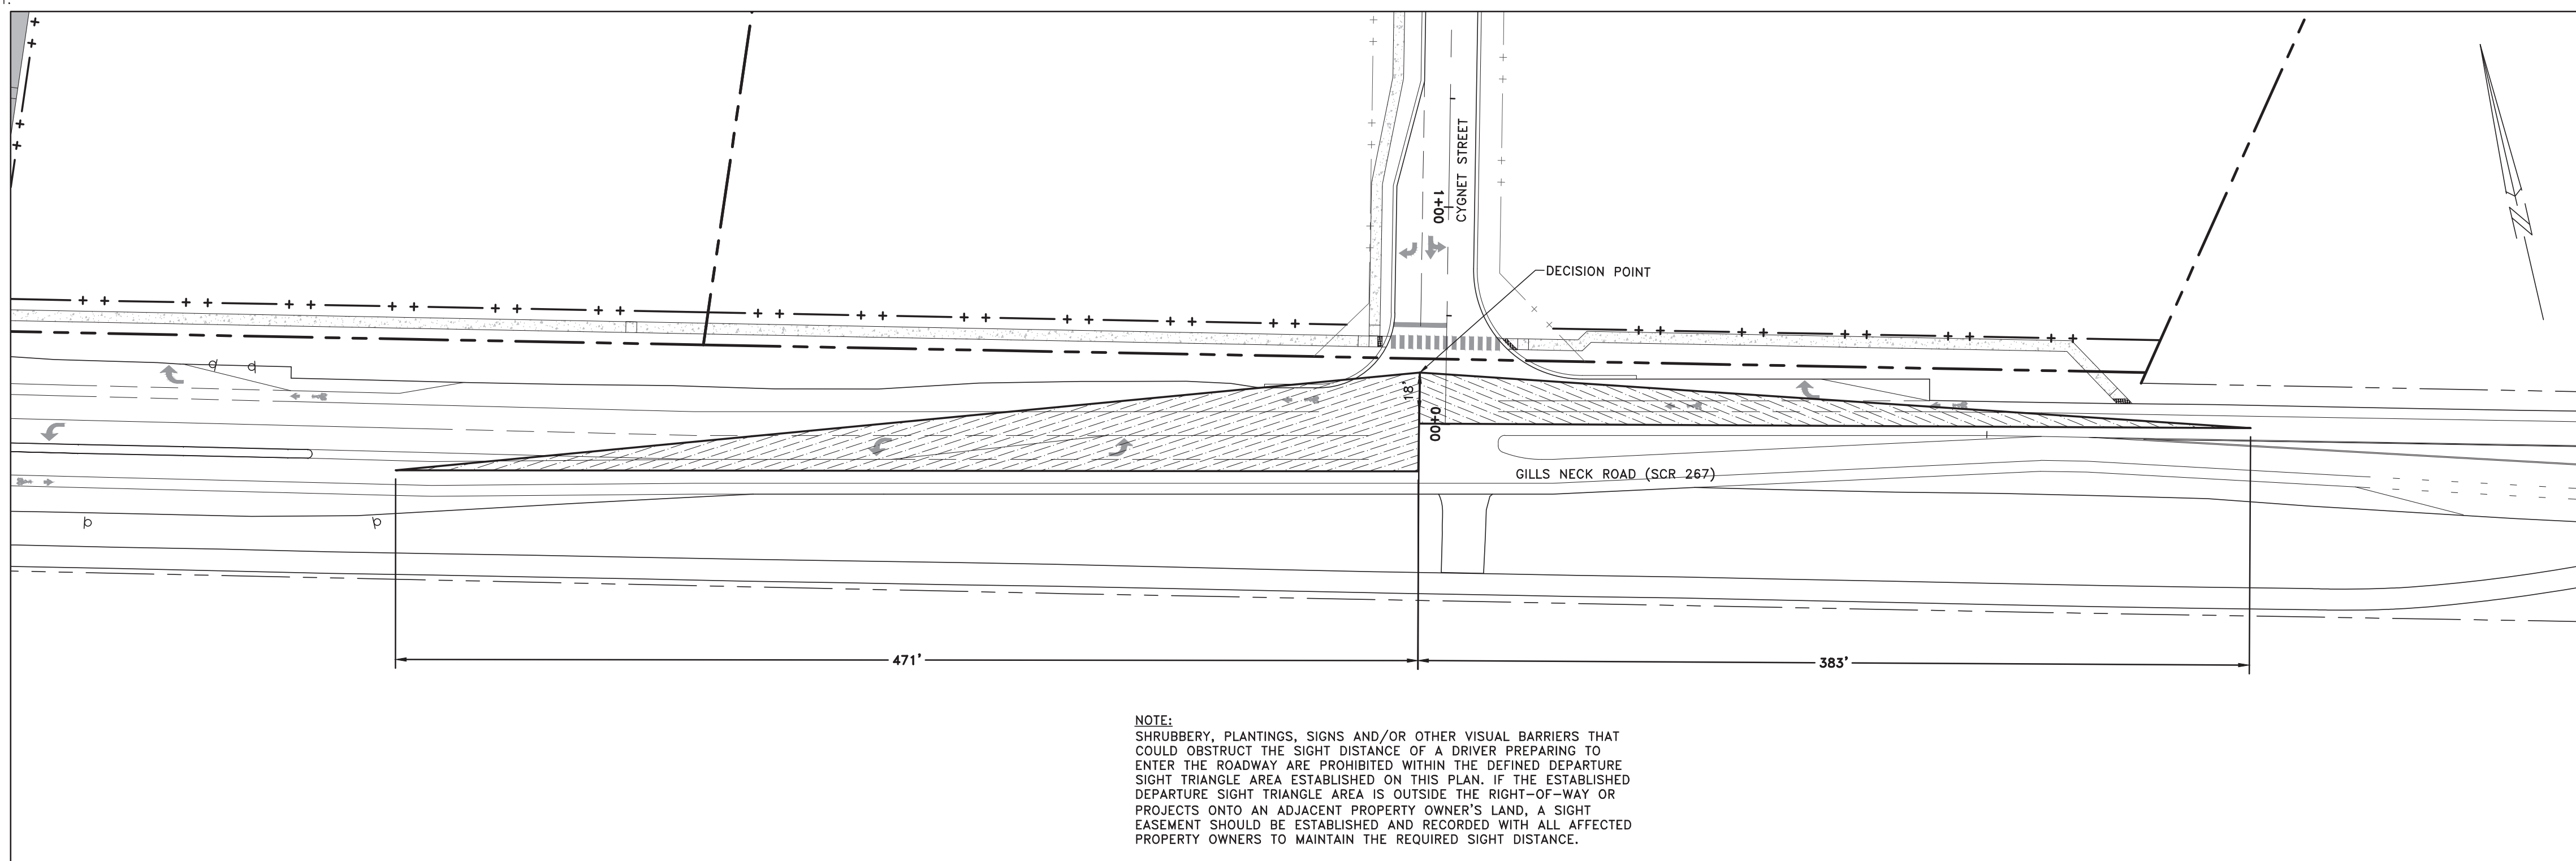 CYGNET STREET
1+00
DECISION POINT
18'
0+00
GILLS NECK ROAD (SCR 267)
N
471'
383'
NOTE:
SHRUBBERY, PLANTINGS, SIGNS AND/OR OTHER VISUAL BARRIERS THAT
COULD OBSTRUCT THE SIGHT DISTANCE OF A DRIVER PREPARING TO
ENTER THE ROADWAY ARE PROHIBITED WITHIN THE DEFINED DEPARTURE
SIGHT TRIANGLE AREA ESTABLISHED ON THIS PLAN. IF THE ESTABLISHED
DEPARTURE SIGHT TRIANGLE AREA IS OUTSIDE THE RIGHT-OF-WAY OR
PROJECTS ONTO AN ADJACENT PROPERTY OWNER'S LAND, A SIGHT
EASEMENT SHOULD BE ESTABLISHED AND RECORDED WITH ALL AFFECTED
PROPERTY OWNERS TO MAINTAIN THE REQUIRED SIGHT DISTANCE.